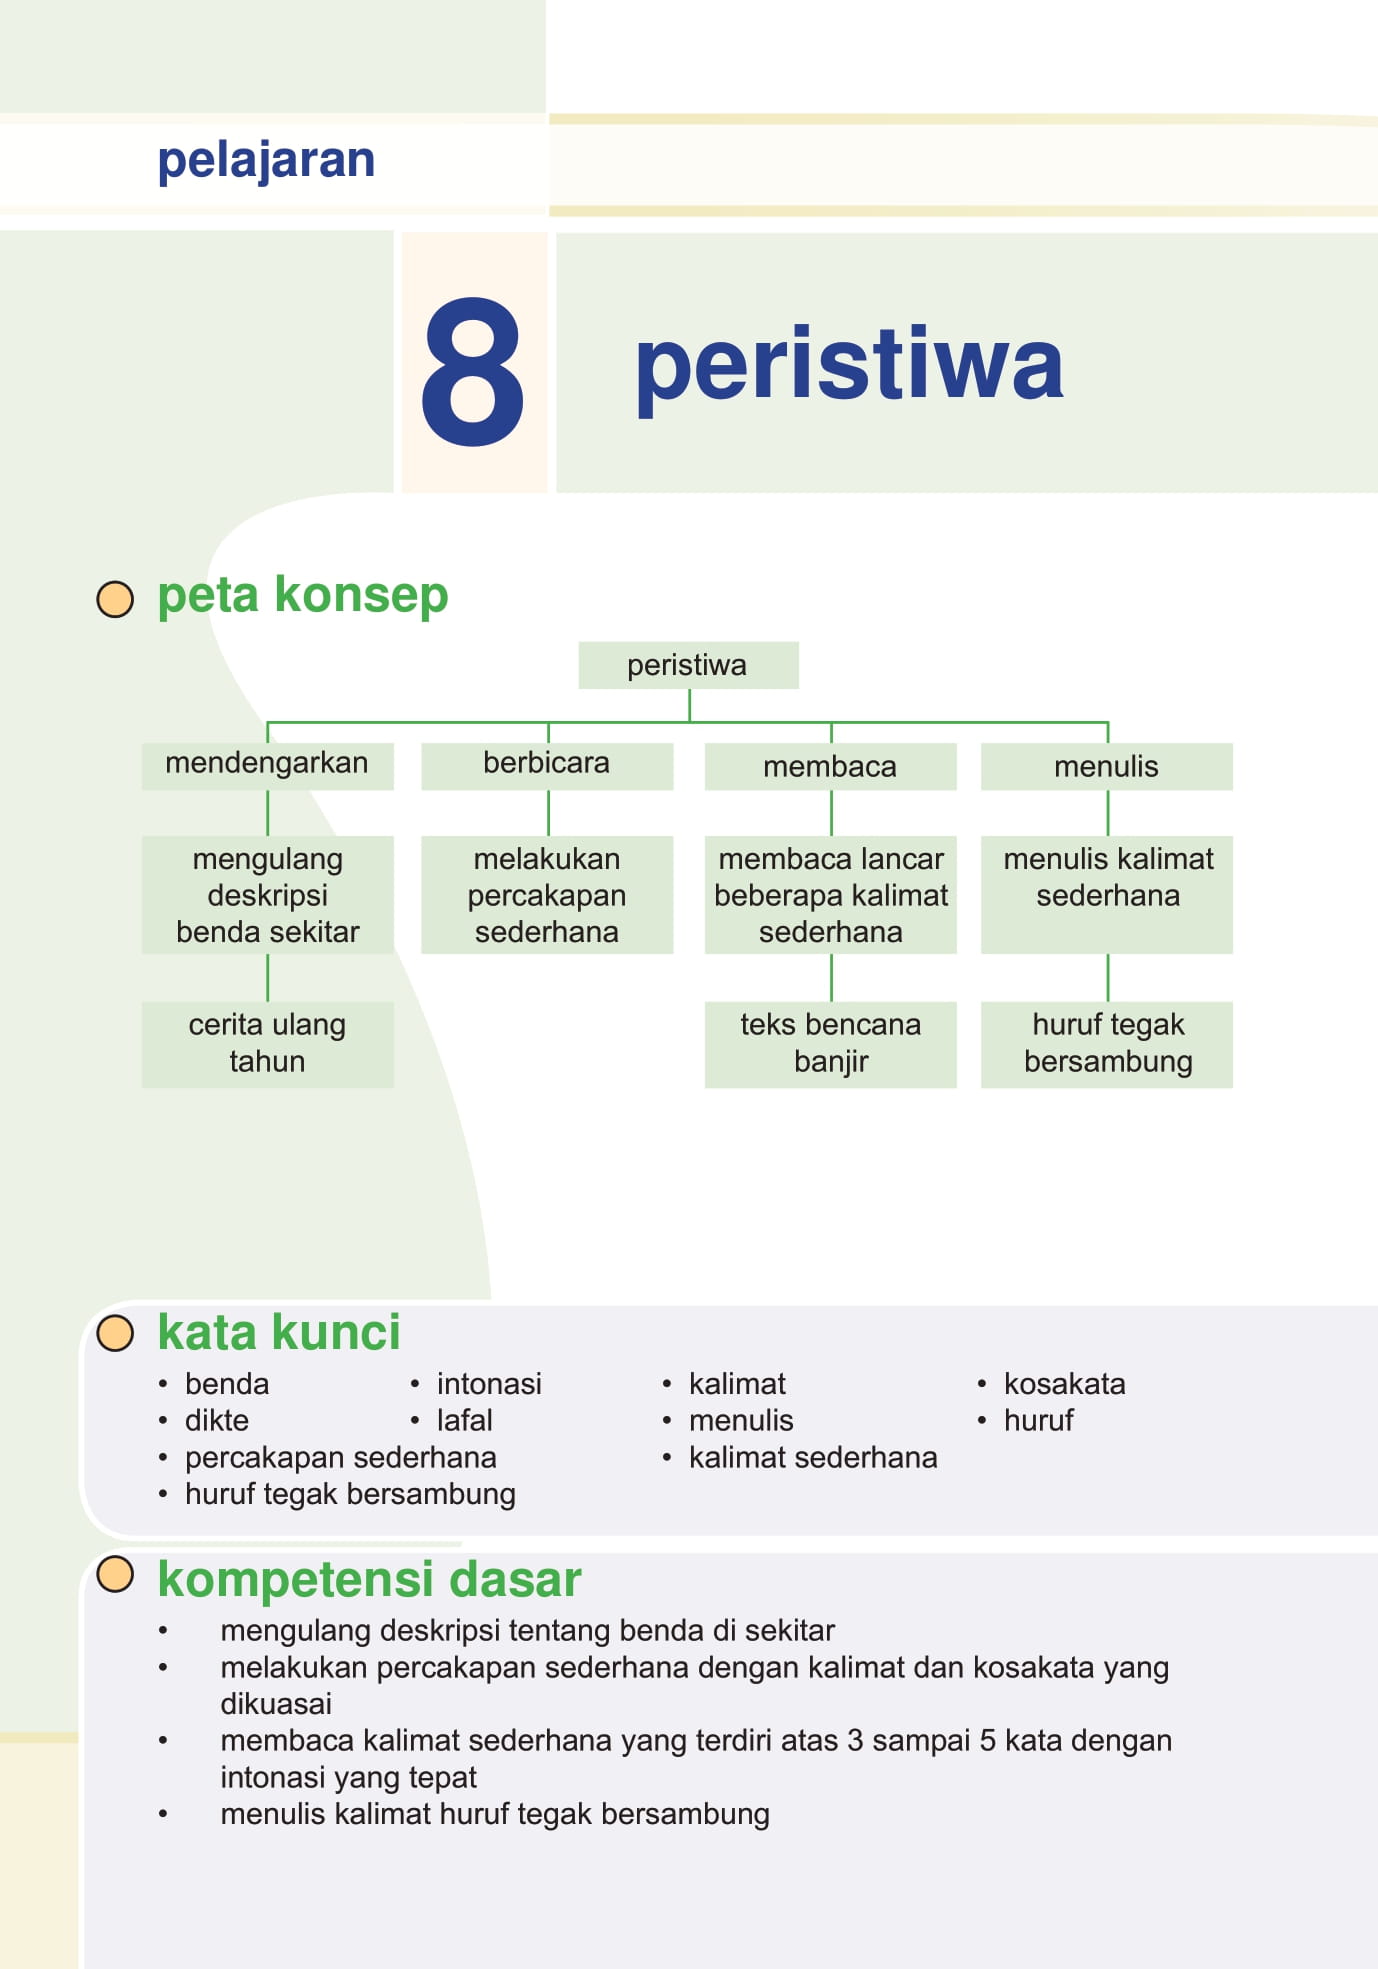 pelajaran
8
peristiwa
peta konsep
peristiwa
mendengarkan
berbicara
membaca
menulis
mengulang
deskripsi
benda sekitar
melakukan
percakapan
sederhana
membaca lancar
beberapa kalimat
sederhana
menulis kalimat
sederhana
cerita ulang
tahun
teks bencana
banjir
huruf tegak
bersambung
kata kunci
• benda
• intonasi
• kalimat
• kosakata
• dikte
• lafal
• menulis
• huruf
• percakapan sederhana
• kalimat sederhana
• huruf tegak bersambung
kompetensi dasar
• mengulang deskripsi tentang benda di sekitar
• melakukan percakapan sederhana dengan kalimat dan kosakata yang
dikuasai
• membaca kalimat sederhana yang terdiri atas 3 sampai 5 kata dengan
intonasi yang tepat
• menulis kalimat huruf tegak bersambung